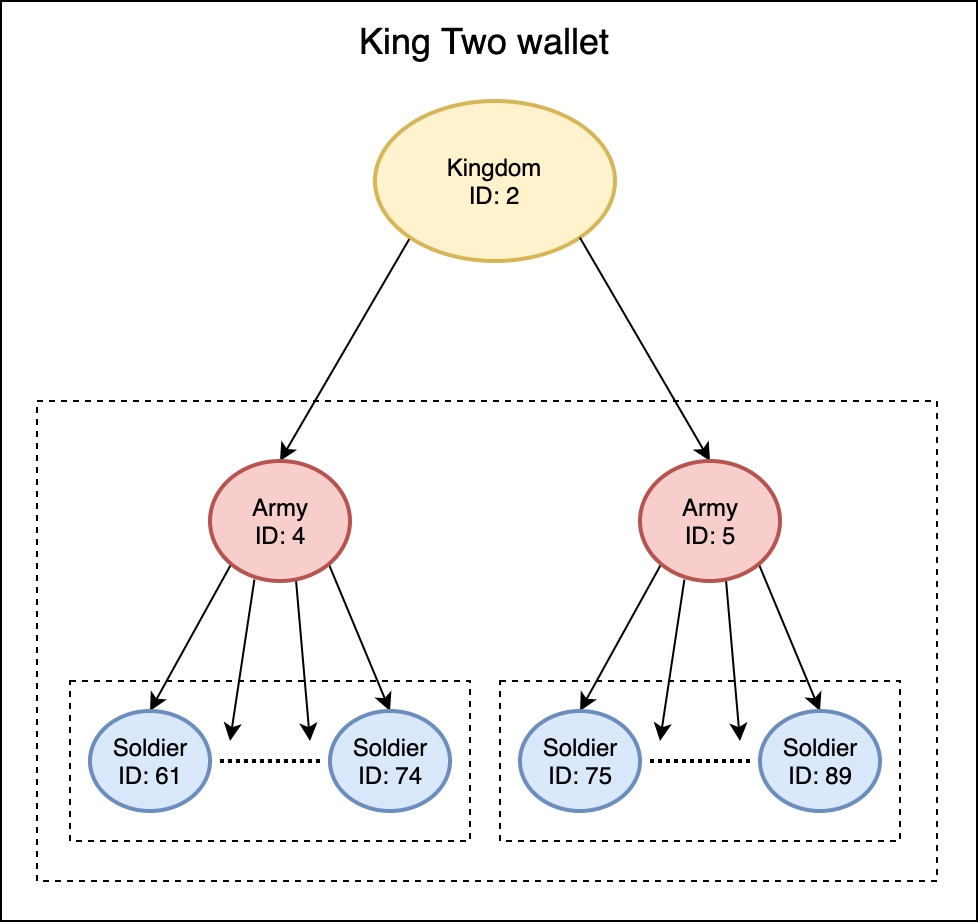 King Two wallet
Kingdom
ID: 2
Army
ID: 4
Army
ID: 5
Soldier
ID: 61
Soldier
ID: 74
Soldier
ID: 75
Soldier
ID: 89